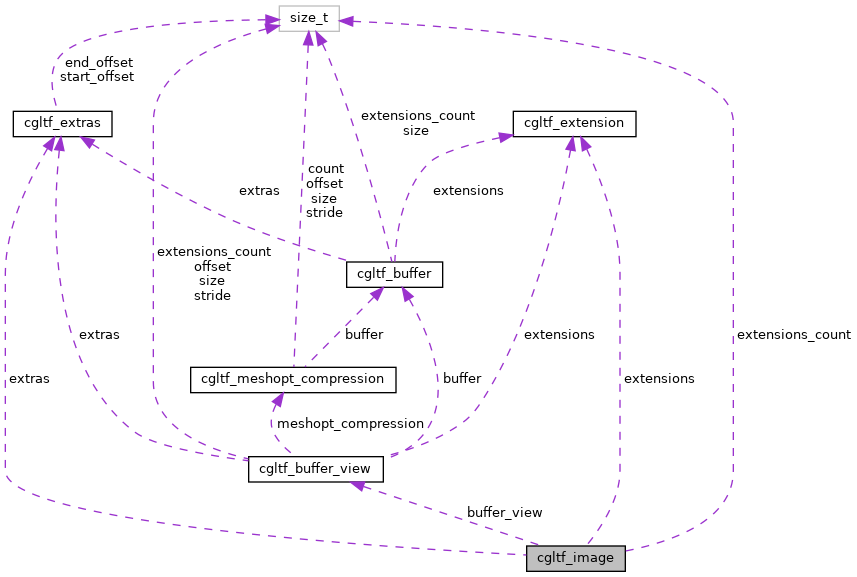 size_t
end_offset
start_offset
cgltf_extras
extensions_count
size
cgltf_extension
count
offset
size
stride
extras
extensions
extensions_count
offset
size
stride
cgltf_buffer
extras
buffer
extensions
extensions_count
extras
cgltf_meshopt_compression
buffer
extensions
meshopt_compression
cgltf_buffer_view
buffer_view
cgltf_image